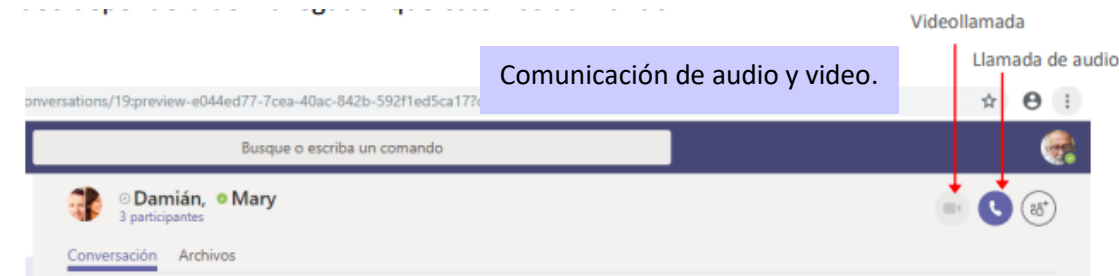 Videollamada
Llamada de audio
Comunicación de audio y video.
onversations/19:preview-e044ed77-7cea-40ac-842b-592f1ed5ca17?
Busque o escriba un comando
Damián, Mary
3 participantes
Conversación Archivos